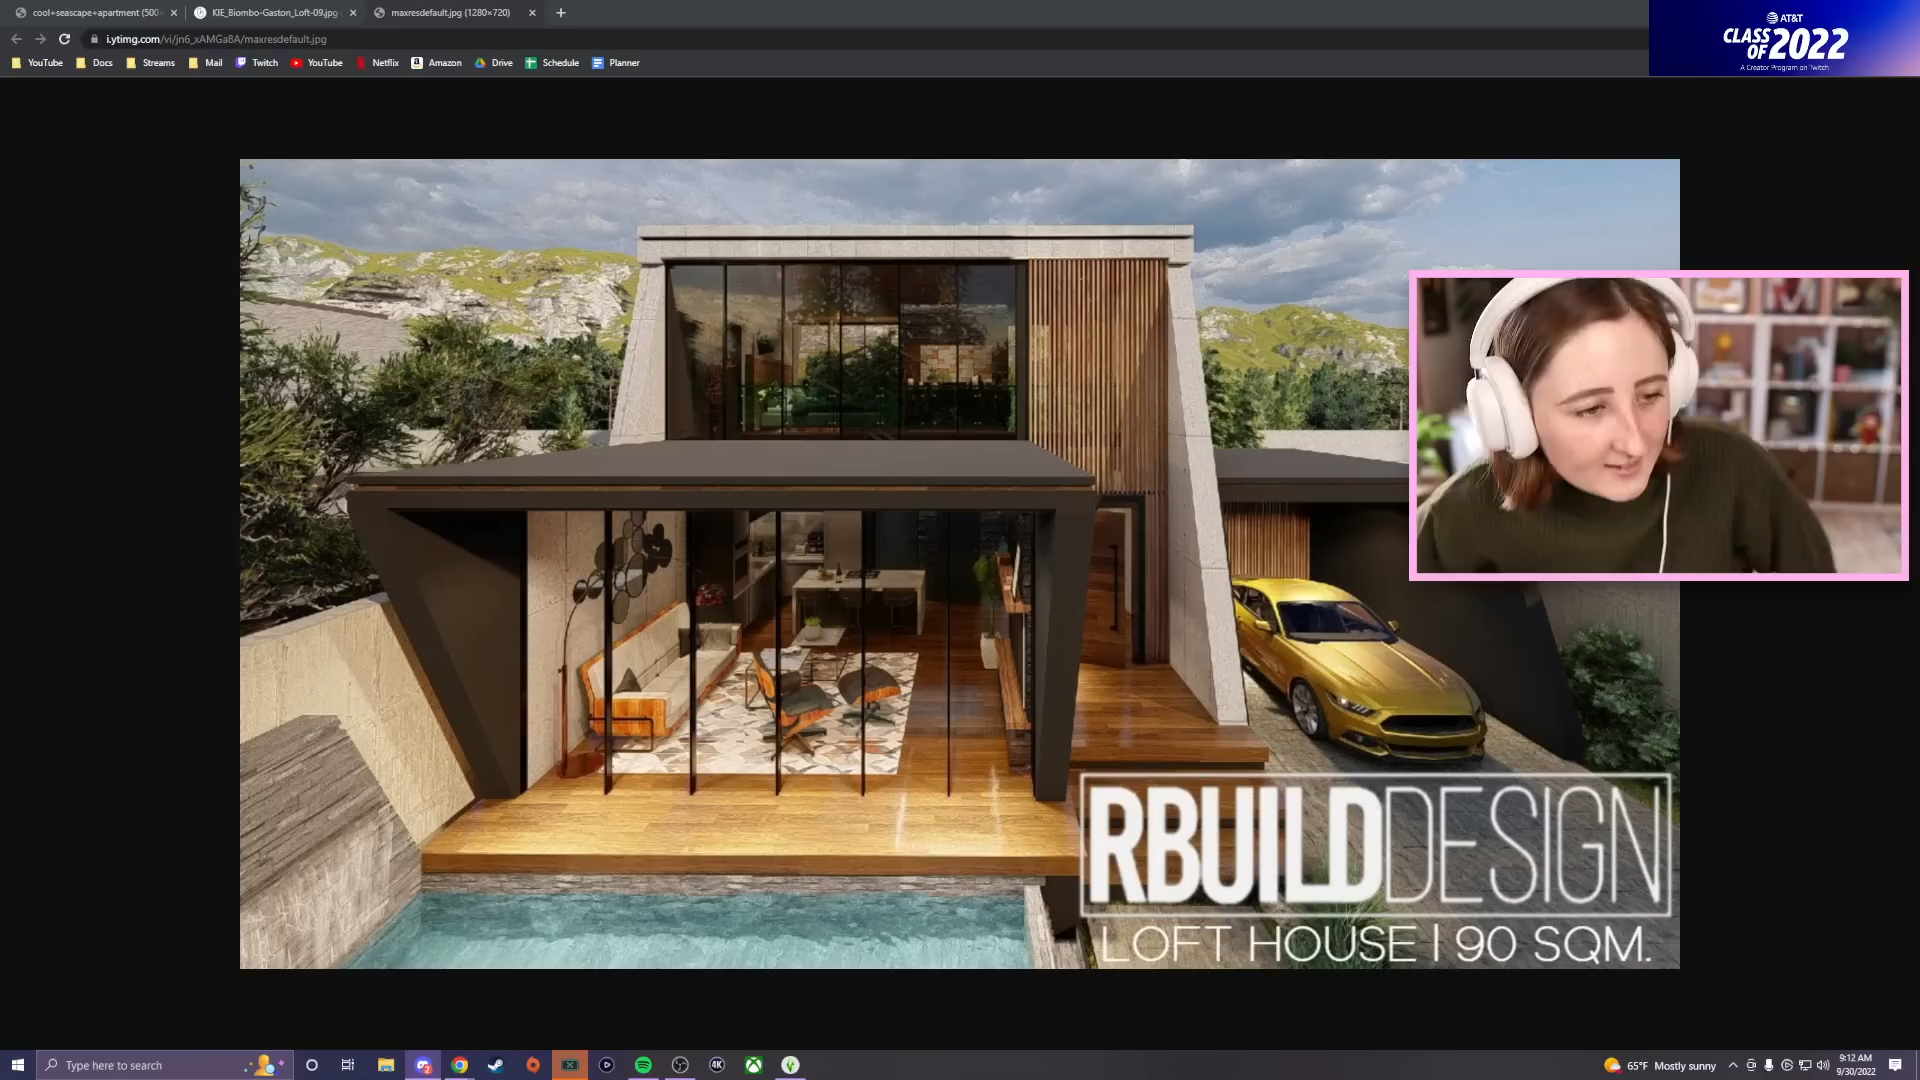 cool+seascape+apartment (500×
KIE_Biombo-Gaston_Loft-09.jpg
maxresdefault.jpg (1280×720)
i.ytimg.com/vi/jn6_xAMGa8A/maxresdefault.jpg
YouTube
Docs
Streams
Mail
Twitch
YouTube
Netflix
Amazon
Drive
Schedule
Planner
AT&T
CLASS
OF 2022
A Creator Program on Twitch
RBUILDDESIGN
LOFT HOUSE | 90 SQM.
Type here to search
65°F Mostly sunny
9:12 AM
9/30/2022